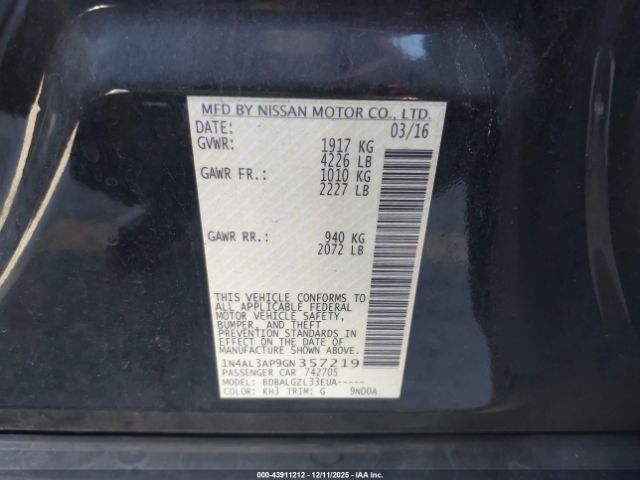 MFD BY NISSAN MOTOR CO., LTD.
DATE: 03/16
GVWR: 1917 KG
4226 LB
GAWR FR.: 1010 KG
2227 LB
GAWR RR.: 940 KG
2072 LB
THIS VEHICLE CONFORMS TO
ALL APPLICABLE FEDERAL
MOTOR VEHICLE SAFETY,
BUMPER, AND THEFT
PREVENTION STANDARDS
IN EFFECT ON THE DATE OF
MANUFACTURE SHOWN ABOVE.
1N4AL3AP9GN357219
PASSENGER CAR 742705
MODEL: BDBALGZL33EUA-----
COLOR: KH3 TRIM: G 9N00A
000-43911212 - 12/11/2025 - IAAI.com